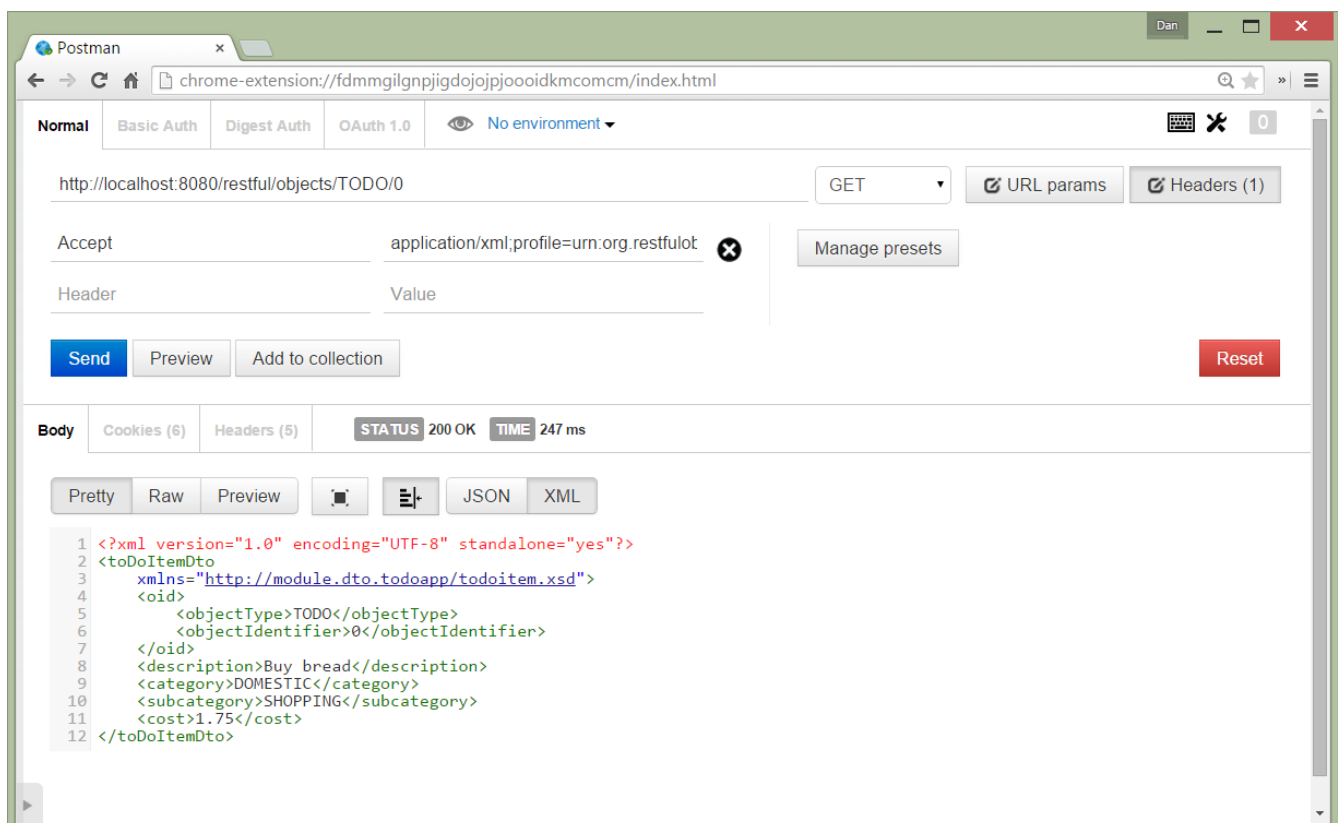 Dan
Postman
chrome-extension://fdmmgilgnpjigdojojpjoooidkmcomcm/index.html
Normal Basic Auth Digest Auth OAuth 1.0 No environment 0
http://localhost:8080/restful/objects/TODO/0 GET URL params Headers (1)
Accept application/xml;profile=urn:org.restfulob Manage presets
Header Value
Send Preview Add to collection Reset
Body Cookies (6) Headers (5) STATUS 200 OK TIME 247 ms
Pretty Raw Preview JSON XML
1 <?xml version="1.0" encoding="UTF-8" standalone="yes"?>
2 <toDoItemDto
3 xmlns="http://module.dto.todoapp/todoitem.xsd">
4 <oid>
5 <objectType>TODO</objectType>
6 <objectIdentifier>0</objectIdentifier>
7 </oid>
8 <description>Buy bread</description>
9 <category>DOMESTIC</category>
10 <subcategory>SHOPPING</subcategory>
11 <cost>1.75</cost>
12 </toDoItemDto>